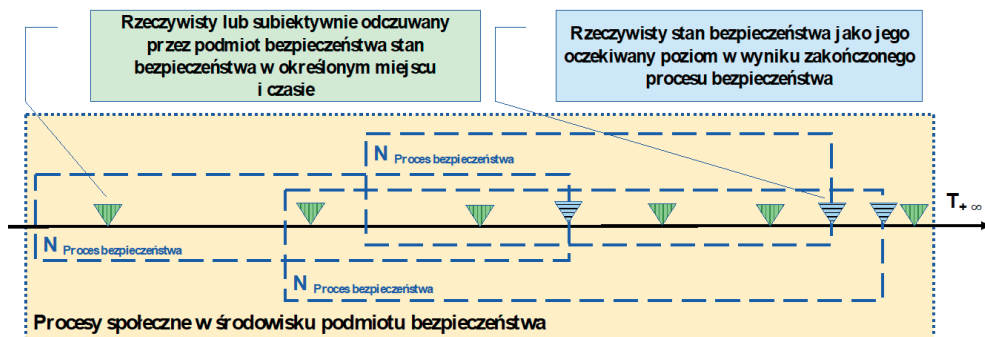 Rzeczywisty lub subiektywnie odczuwany
przez podmiot bezpieczeństwa stan
bezpieczeństwa w określonym miejscu
i czasie
Rzeczywisty stan bezpieczeństwa jako jego
oczekiwany poziom w wyniku zakończonego
procesu bezpieczeństwa
N Proces bezpieczeństwa
T+ ∞
N Proces bezpieczeństwa
N Proces bezpieczeństwa
Procesy społeczne w środowisku podmiotu bezpieczeństwa